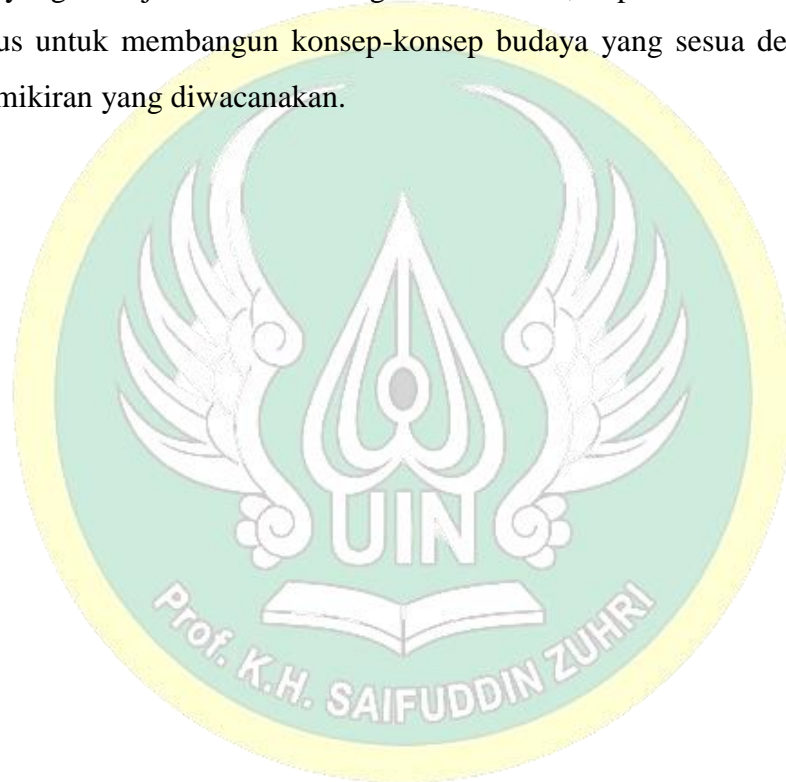 us untuk membangun konsep-konsep budaya yang sesua de
mikiran yang diwacanakan.
UIN
Prof. K.H. SAIFUDDIN ZUHRI